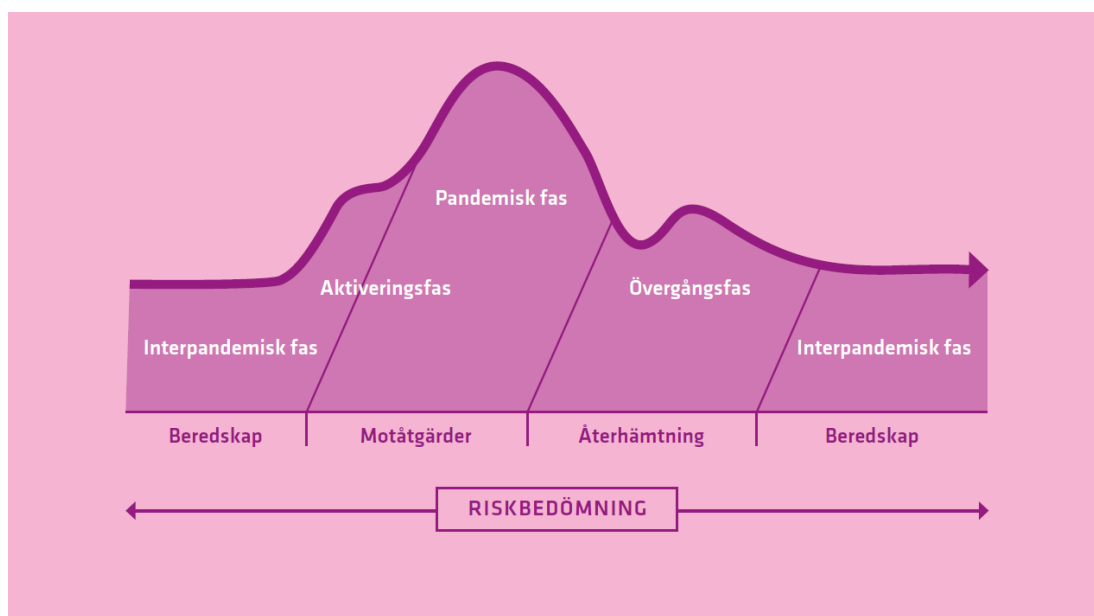 Pandemisk fas
Aktiveringsfas
Övergångsfas
Interpandemisk fas
Interpandemisk fas
Beredskap
Motåtgärder
Återhämtning
Beredskap
RISKBEDÖMNING